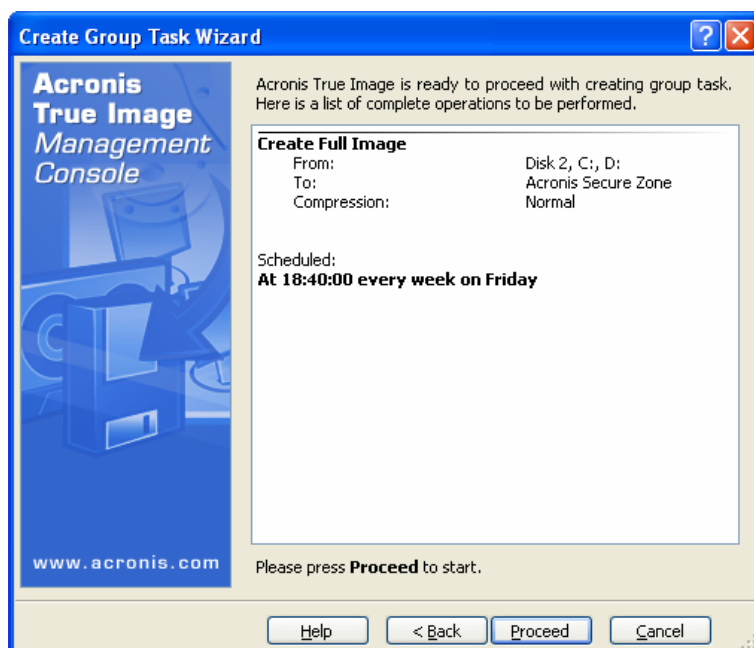 Create Group Task Wizard
Acronis
True Image
Management
Console
Acronis True Image is ready to proceed with creating group task.
Here is a list of complete operations to be performed.
Create Full Image
From: Disk 2, C:, D:
To: Acronis Secure Zone
Compression: Normal
Scheduled:
At 18:40:00 every week on Friday
www.acronis.com
Please press Proceed to start.
Help < Back Proceed Cancel